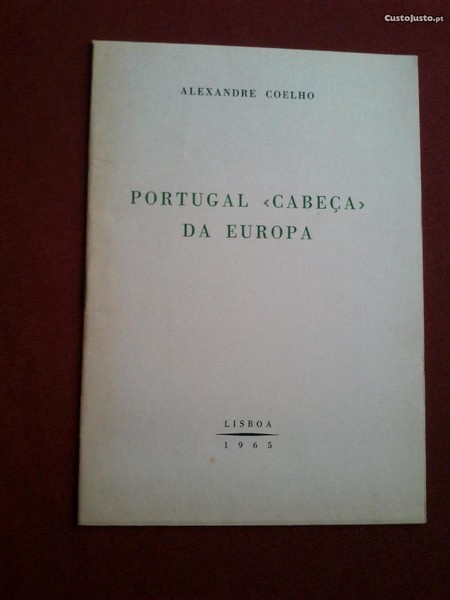 CustoJusto.pt
ALEXANDRE COELHO
PORTUGAL ‹CABEÇA›
DA EUROPA
LISBOA
1965